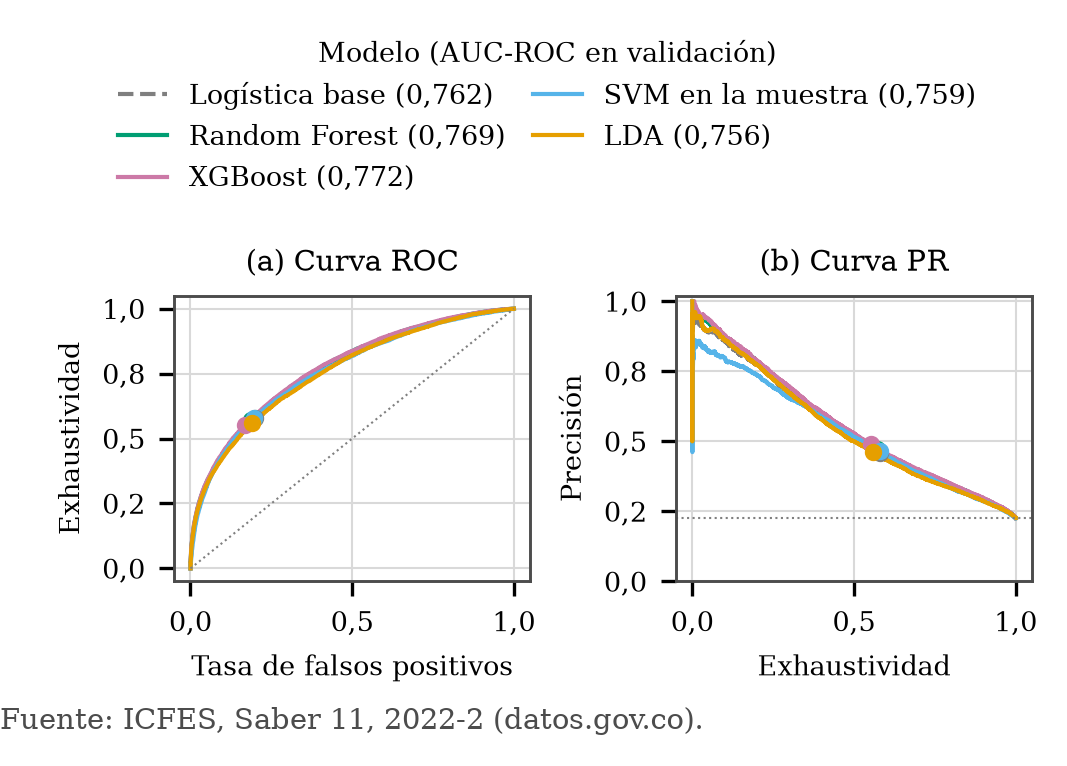 Modelo (AUC-ROC en validación)
Logística base (0,762)
Random Forest (0,769)
XGBoost (0,772)
SVM en la muestra (0,759)
LDA (0,756)
(a) Curva ROC
1,0
0,8
0,5
0,2
0,0
Exhaustividad
0,0 0,5 1,0
Tasa de falsos positivos
(b) Curva PR
1,0
0,8
0,5
0,2
0,0
Precisión
0,0 0,5 1,0
Exhaustividad
Fuente: ICFES, Saber 11, 2022-2 (datos.gov.co).